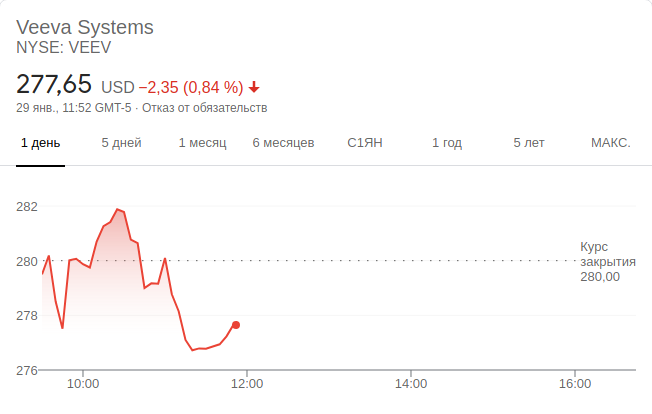 Veeva Systems
NYSE: VEEV
277,65 USD −2,35 (0,84 %)
29 янв., 11:52 GMT-5 · Отказ от обязательств
1 день 5 дней 1 месяц 6 месяцев С1ЯН 1 год 5 лет МАКС.
282
280
278
276
Курс
закрытия
280,00
10:00 12:00 14:00 16:00